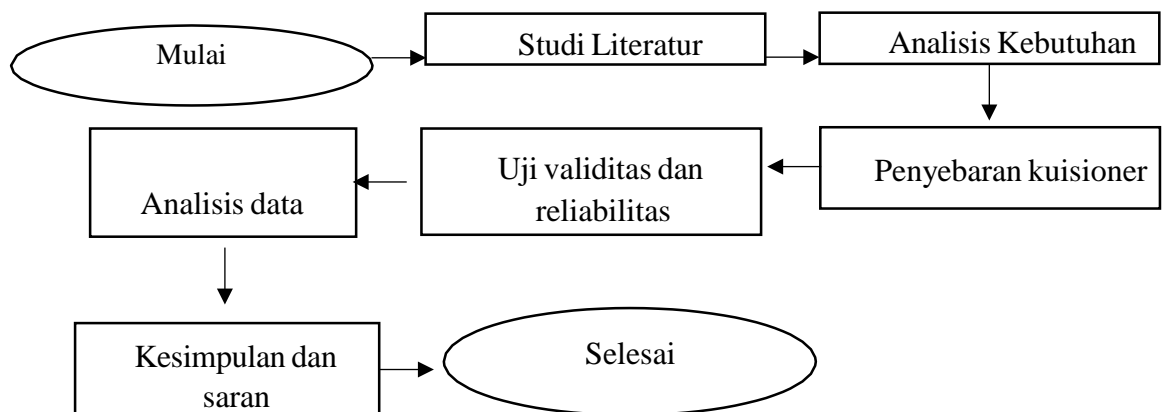 Mulai
Studi Literatur
Analisis Kebutuhan
Penyebaran kuisioner
Uji validitas dan
reliabilitas
Analisis data
Kesimpulan dan
saran
Selesai